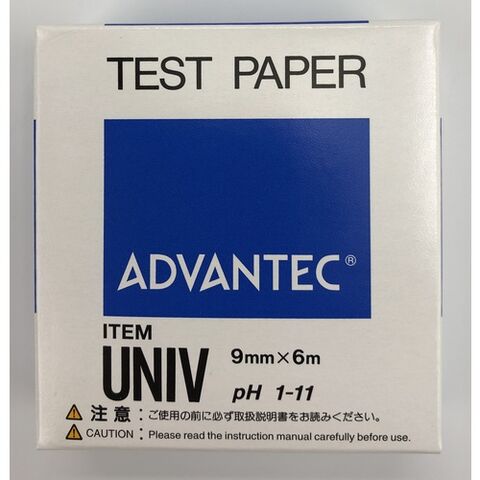 TEST PAPER
ADVANTEC®
ITEM
UNIV 9mm×6m
pH 1-11
注意：ご使用の前に必ず取扱説明書をお読みください。
CAUTION : Please read the instruction manual carefully before use.